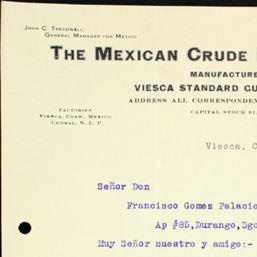 John C. Treadwell,
General Manager for Mexico
The Mexican Crude
Manufacture
Viesca Standard Gu
Address all corresponden
Capital Stock $1,
Factories
Viesca, Coah., Mexico
Cedral, S. L. P.
Viesca, C
Señor Don
Francisco Gomez Palacio
Ap #85, Durango, Dgo
Muy Señor nuestro y amigo:-